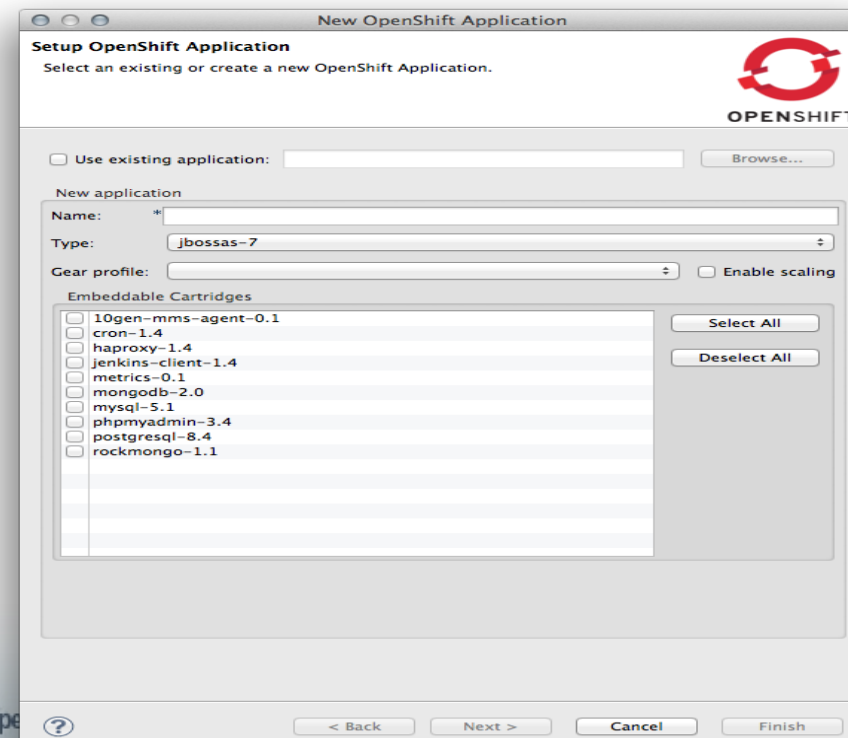 New OpenShift Application
Setup OpenShift Application
Select an existing or create a new OpenShift Application.
OPENSHIFT
Use existing application:
Browse...
New application
Name: *
Type: jbossas-7
Gear profile:
Enable scaling
Embeddable Cartridges
10gen-mms-agent-0.1
cron-1.4
haproxy-1.4
jenkins-client-1.4
metrics-0.1
mongodb-2.0
mysql-5.1
phpmyadmin-3.4
postgresql-8.4
rockmongo-1.1
Select All
Deselect All
pe
? < Back Next > Cancel Finish